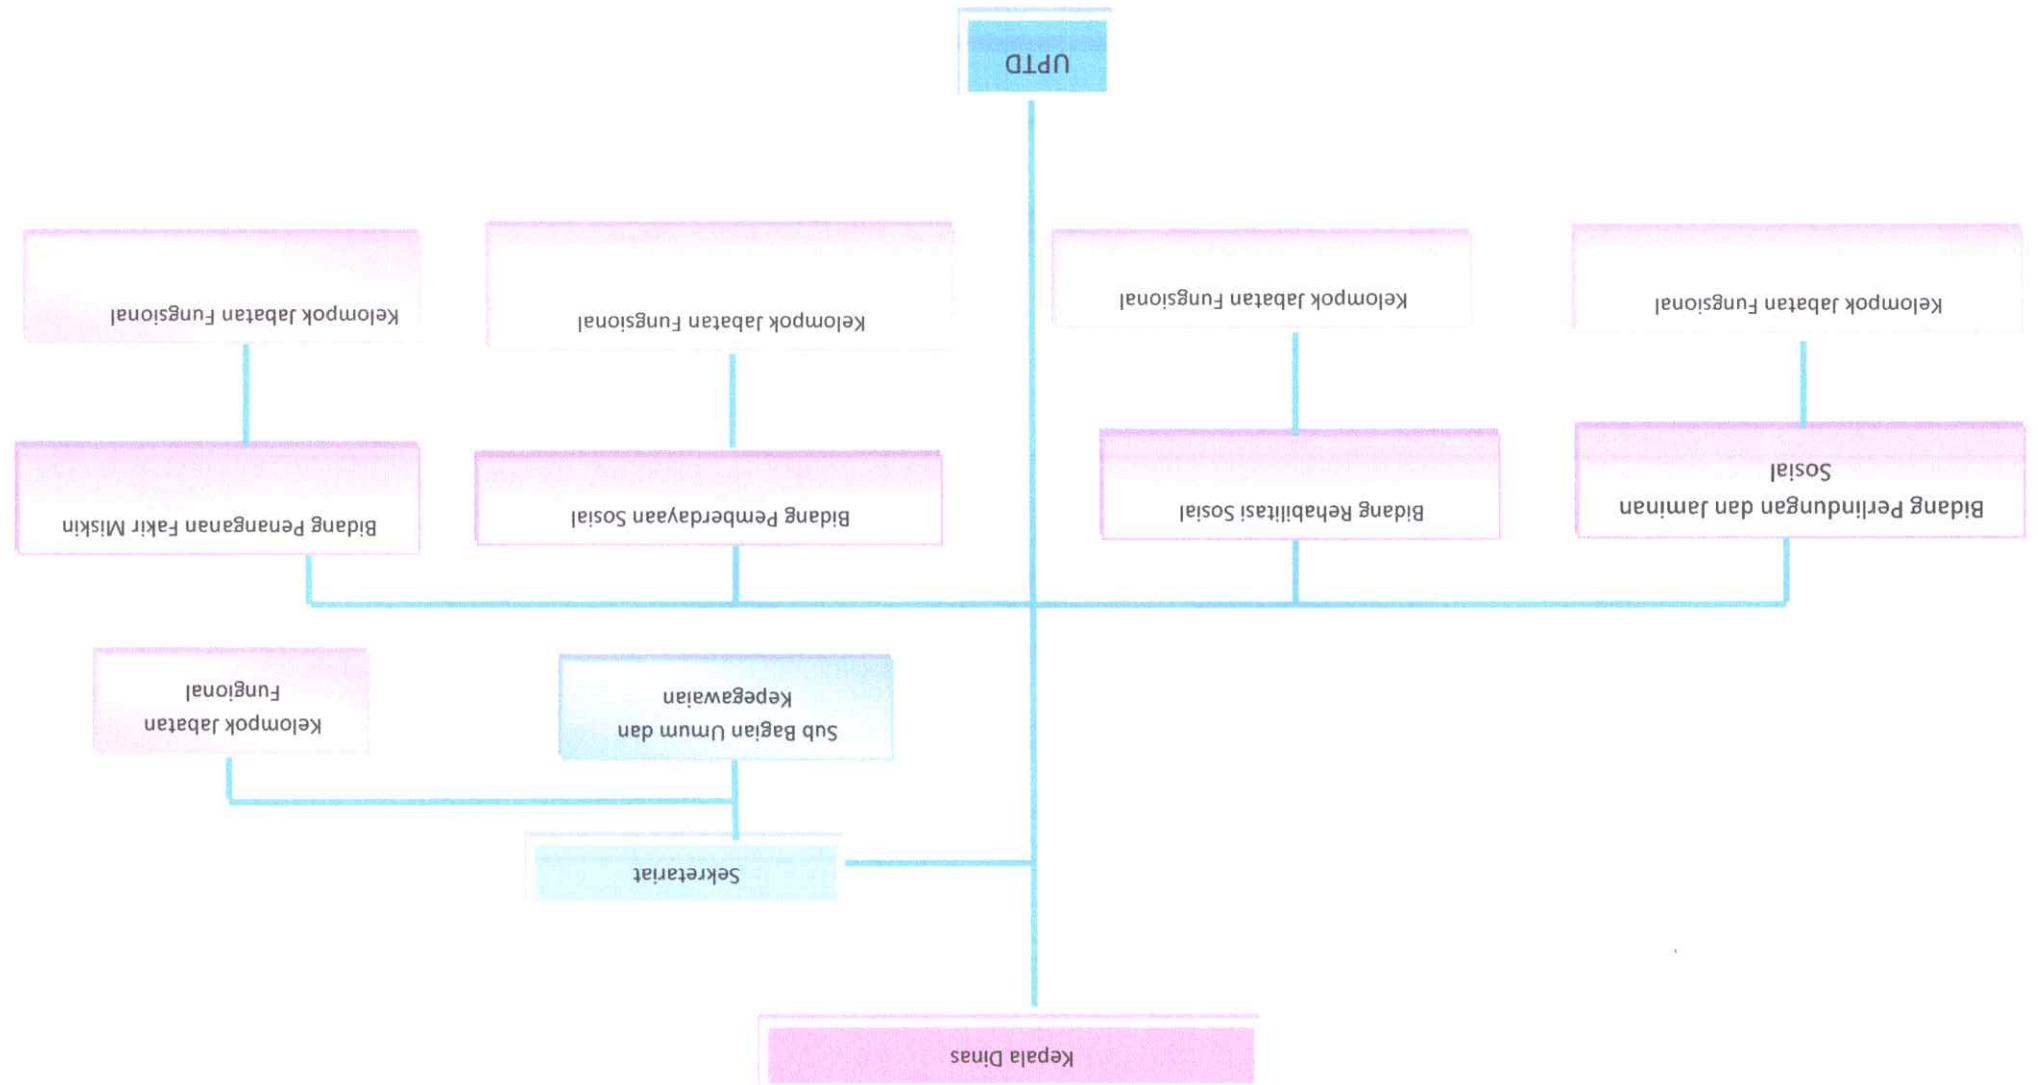 Kepala Dinas
Sekretariat
Sub Bagian Umum dan
Kepegawaian
Kelompok Jabatan
Fungional
Bidang Perlindungan dan Jaminan
Sosial
Bidang Rehabilitasi Sosial
Bidang Pemberdayaan Sosial
Bidang Penanganan Fakir Miskin
Kelompok Jabatan Fungsional
Kelompok Jabatan Fungsional
Kelompok Jabatan Fungsional
Kelompok Jabatan Fungsional
UPTD